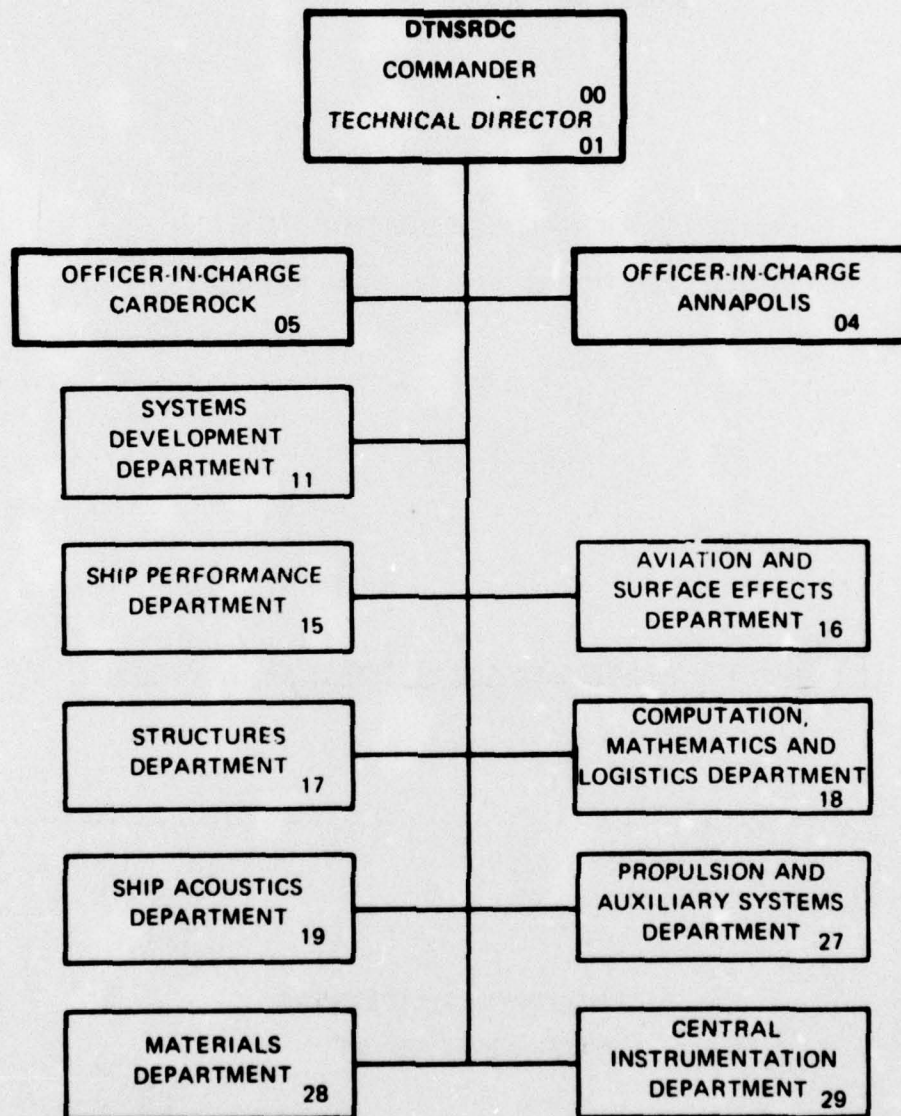 DTNSRDC
COMMANDER
00
TECHNICAL DIRECTOR
01
OFFICER-IN-CHARGE
CARDEROCK
05
OFFICER-IN-CHARGE
ANNAPOLIS
04
SYSTEMS
DEVELOPMENT
DEPARTMENT 11
SHIP PERFORMANCE
DEPARTMENT
15
AVIATION AND
SURFACE EFFECTS
DEPARTMENT 16
STRUCTURES
DEPARTMENT
17
COMPUTATION,
MATHEMATICS AND
LOGISTICS DEPARTMENT
18
SHIP ACOUSTICS
DEPARTMENT
19
PROPULSION AND
AUXILIARY SYSTEMS
DEPARTMENT 27
MATERIALS
DEPARTMENT
28
CENTRAL
INSTRUMENTATION
DEPARTMENT 29